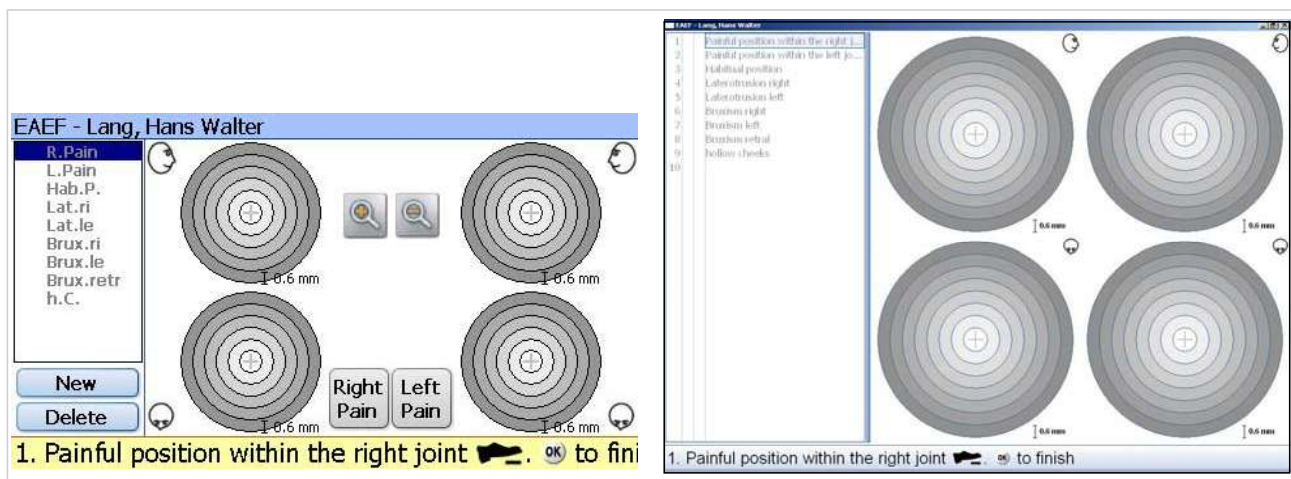 EAEF - Lang, Hans Walter
R.Pain
L.Pain
Hab.P.
Lat.ri
Lat.le
Brux.ri
Brux.le
Brux.retr
h.C.
New
Delete
0.6 mm
0.6 mm
0.6 mm
0.6 mm
Right Pain
Left Pain
1. Painful position within the right joint . OK to fini
EAEF - Lang, Hans Walter
1 Painful position within the right j...
2 Painful position within the left jo...
3 Habitual position
4 Laterotrusion right
5 Laterotrusion left
6 Bruxism right
7 Bruxism left
8 Bruxism retral
9 hollow cheeks
10
0.6 mm
0.6 mm
0.6 mm
0.6 mm
1. Painful position within the right joint . OK to finish